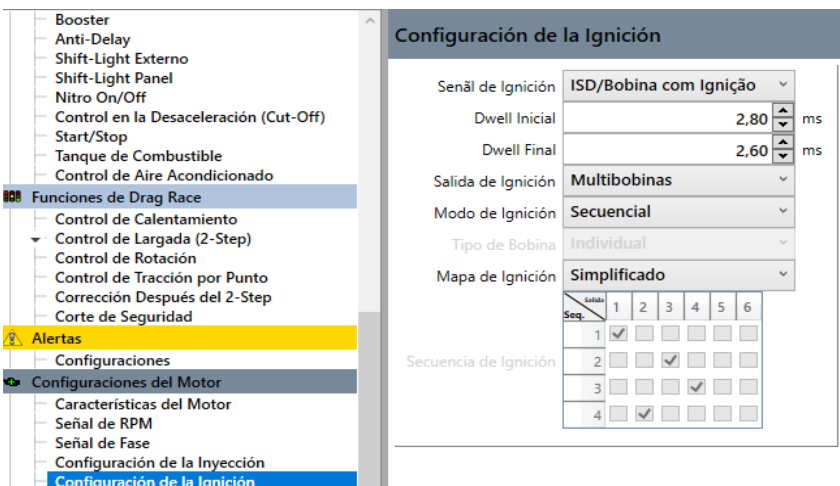 Booster
Anti-Delay
Shift-Light Externo
Shift-Light Panel
Nitro On/Off
Control en la Desaceleración (Cut-Off)
Start/Stop
Tanque de Combustible
Control de Aire Acondicionado
Funciones de Drag Race
Control de Calentamiento
Control de Largada (2-Step)
Control de Rotación
Control de Tracción por Punto
Corrección Después del 2-Step
Corte de Seguridad
Alertas
Configuraciones
Configuraciones del Motor
Características del Motor
Señal de RPM
Señal de Fase
Configuración de la Inyección
Configuración de la Ignición
Configuración de la Ignición
Senãl de Ignición ISD/Bobina com Ignição
Dwell Inicial 2,80 ms
Dwell Final 2,60 ms
Salida de Ignición Multibobinas
Modo de Ignición Secuencial
Tipo de Bobina Individual
Mapa de Ignición Simplificado
Salida
Seq. 1 2 3 4 5 6
1
Secuencia de Ignición 2
3
4